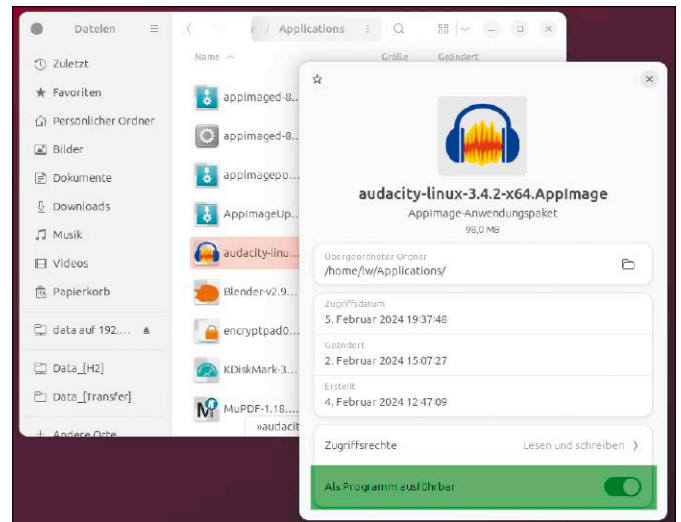 Dateien
Zuletzt
Favoriten
Persönlicher Ordner
Bilder
Dokumente
Downloads
Musik
Videos
Papierkorb
data auf 192....
Data_[H2]
Data_[Transfer]
+ Andere Orte
r / Applications
Name
Größe
Geändert
appimaged-8..
appimaged-8..
appimagepo...
AppImageUp..
audacity-linu...
Blender-v2.9...
encryptpad0...
KDiskMark-3...
MuPDF-1.18....
»audacit
audacity-linux-3.4.2-x64.AppImage
AppImage-Anwendungspaket
98,0 MB
Übergeordneter Ordner
/home/lw/Applications/
Zugriffsdatum
5. Februar 2024 19:37:48
Geändert
2. Februar 2024 15:07:27
Erstellt
4. Februar 2024 12:47:09
Zugriffsrechte
Lesen und schreiben
Als Programm ausführbar